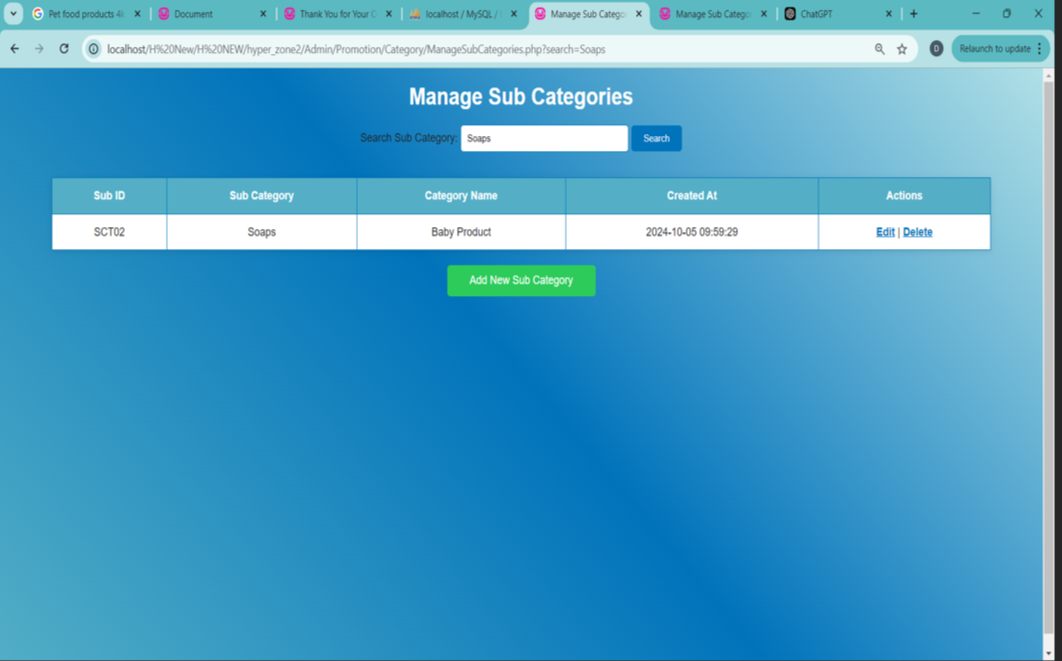 Pet food products 4k
Document
Thank You for Your C
localhost / MySQL /
Manage Sub Catego
Manage Sub Catego
ChatGPT
localhost/H%20New/H%20NEW/hyper_zone2/Admin/Promotion/Category/ManageSubCategories.php?search=Soaps
D
Relaunch to update
Manage Sub Categories
Search Sub Category: Soaps Search
Sub ID Sub Category Category Name Created At Actions
SCT02 Soaps Baby Product 2024-10-05 09:59:29 Edit | Delete
Add New Sub Category